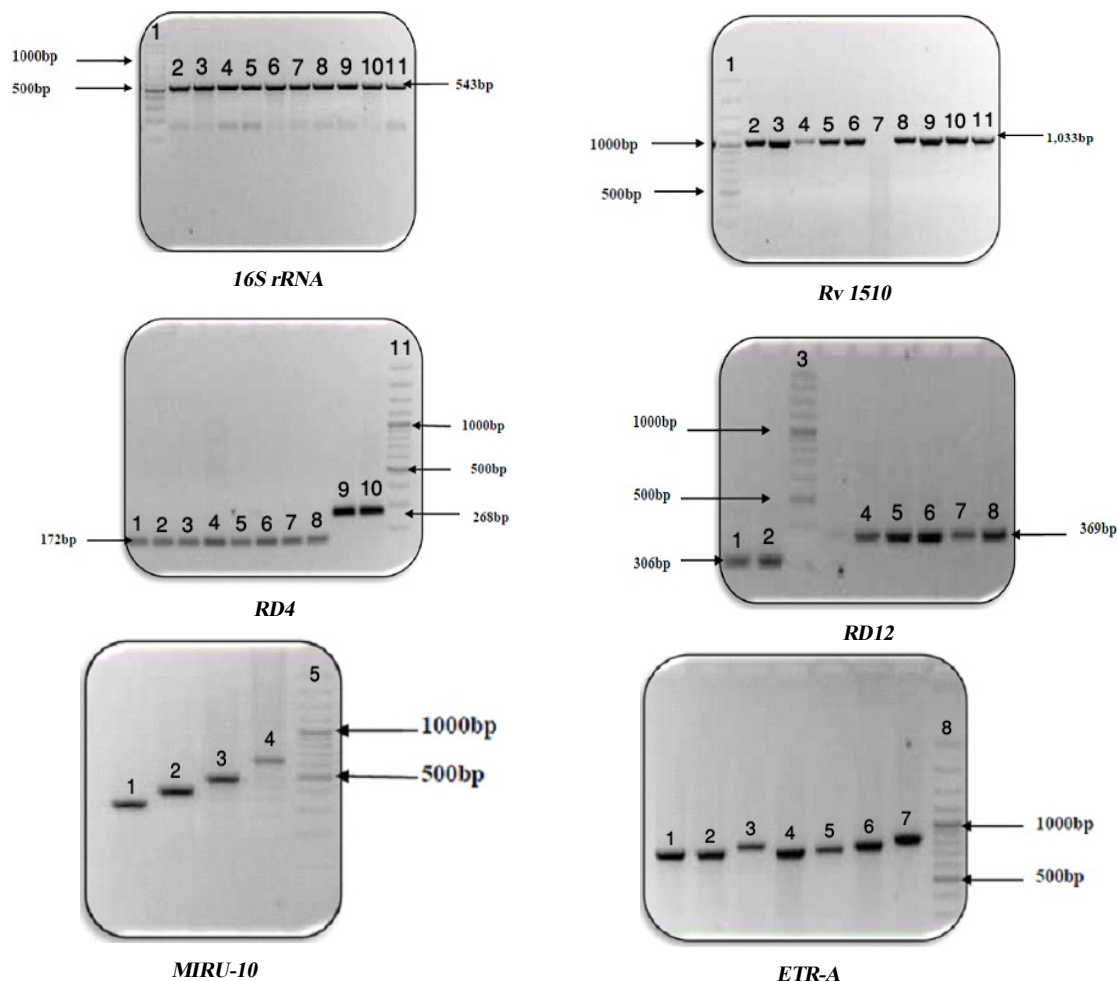 1
1000bp
2 3 4 5 6 7 8 9 10 11
500bp
543bp
16S rRNA
1
2 3 4 5 6 7 8 9 10 11
1,033bp
1000bp
500bp
Rv 1510
11
1000bp
500bp
9 10
268bp
1 2 3 4 5 6 7 8
172bp
RD4
3
1000bp
500bp
4 5 6 7 8
369bp
1 2
306bp
RD12
5
1000bp
4
500bp
3
2
1
MIRU-10
8
1000bp
1 2 3 4 5 6 7
500bp
ETR-A